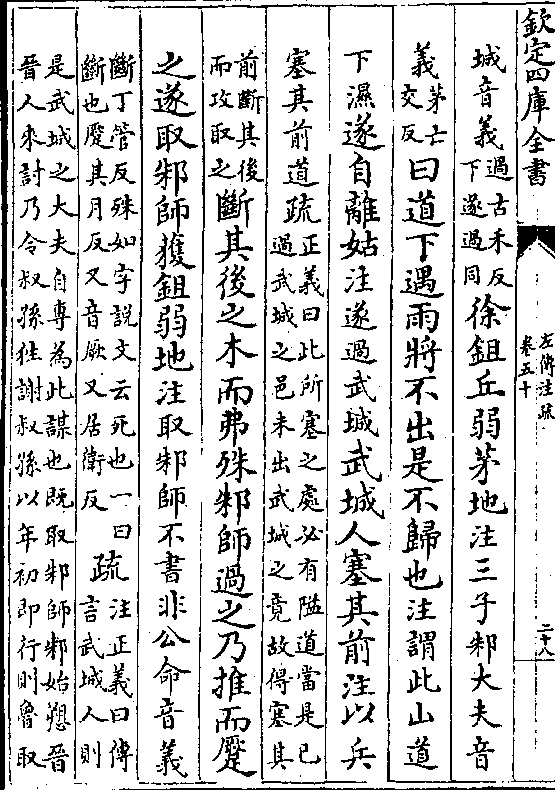 欽定四庫全書
左傳注疏
卷五十
二十八
城音義過古禾反下遂過同徐鉏丘弱茅地注三子邾大夫音
義茅亡交反曰道下遇雨將不出是不歸也注謂此山道
下濕遂自離姑注遂過武城武城人塞其前注以兵
塞其前道疏正義曰此所塞之處必有隘道當是已過武城之邑未出武城之竟故得塞其
前斷其後而攻取之斷其後之木而弗殊邾師過之乃推而蹷
之遂取邾師獲鉏弱地注取邾師不書非公命音義
斷丁管反殊如字說文云死也一曰斷也蹷其月反又音厥又居衛反疏注正義曰傳言武城人則
是武城之大夫自專為此謀也既取邾師邾始愬晉晉人來討乃令叔孫徃謝叔孫以年初即行則魯取